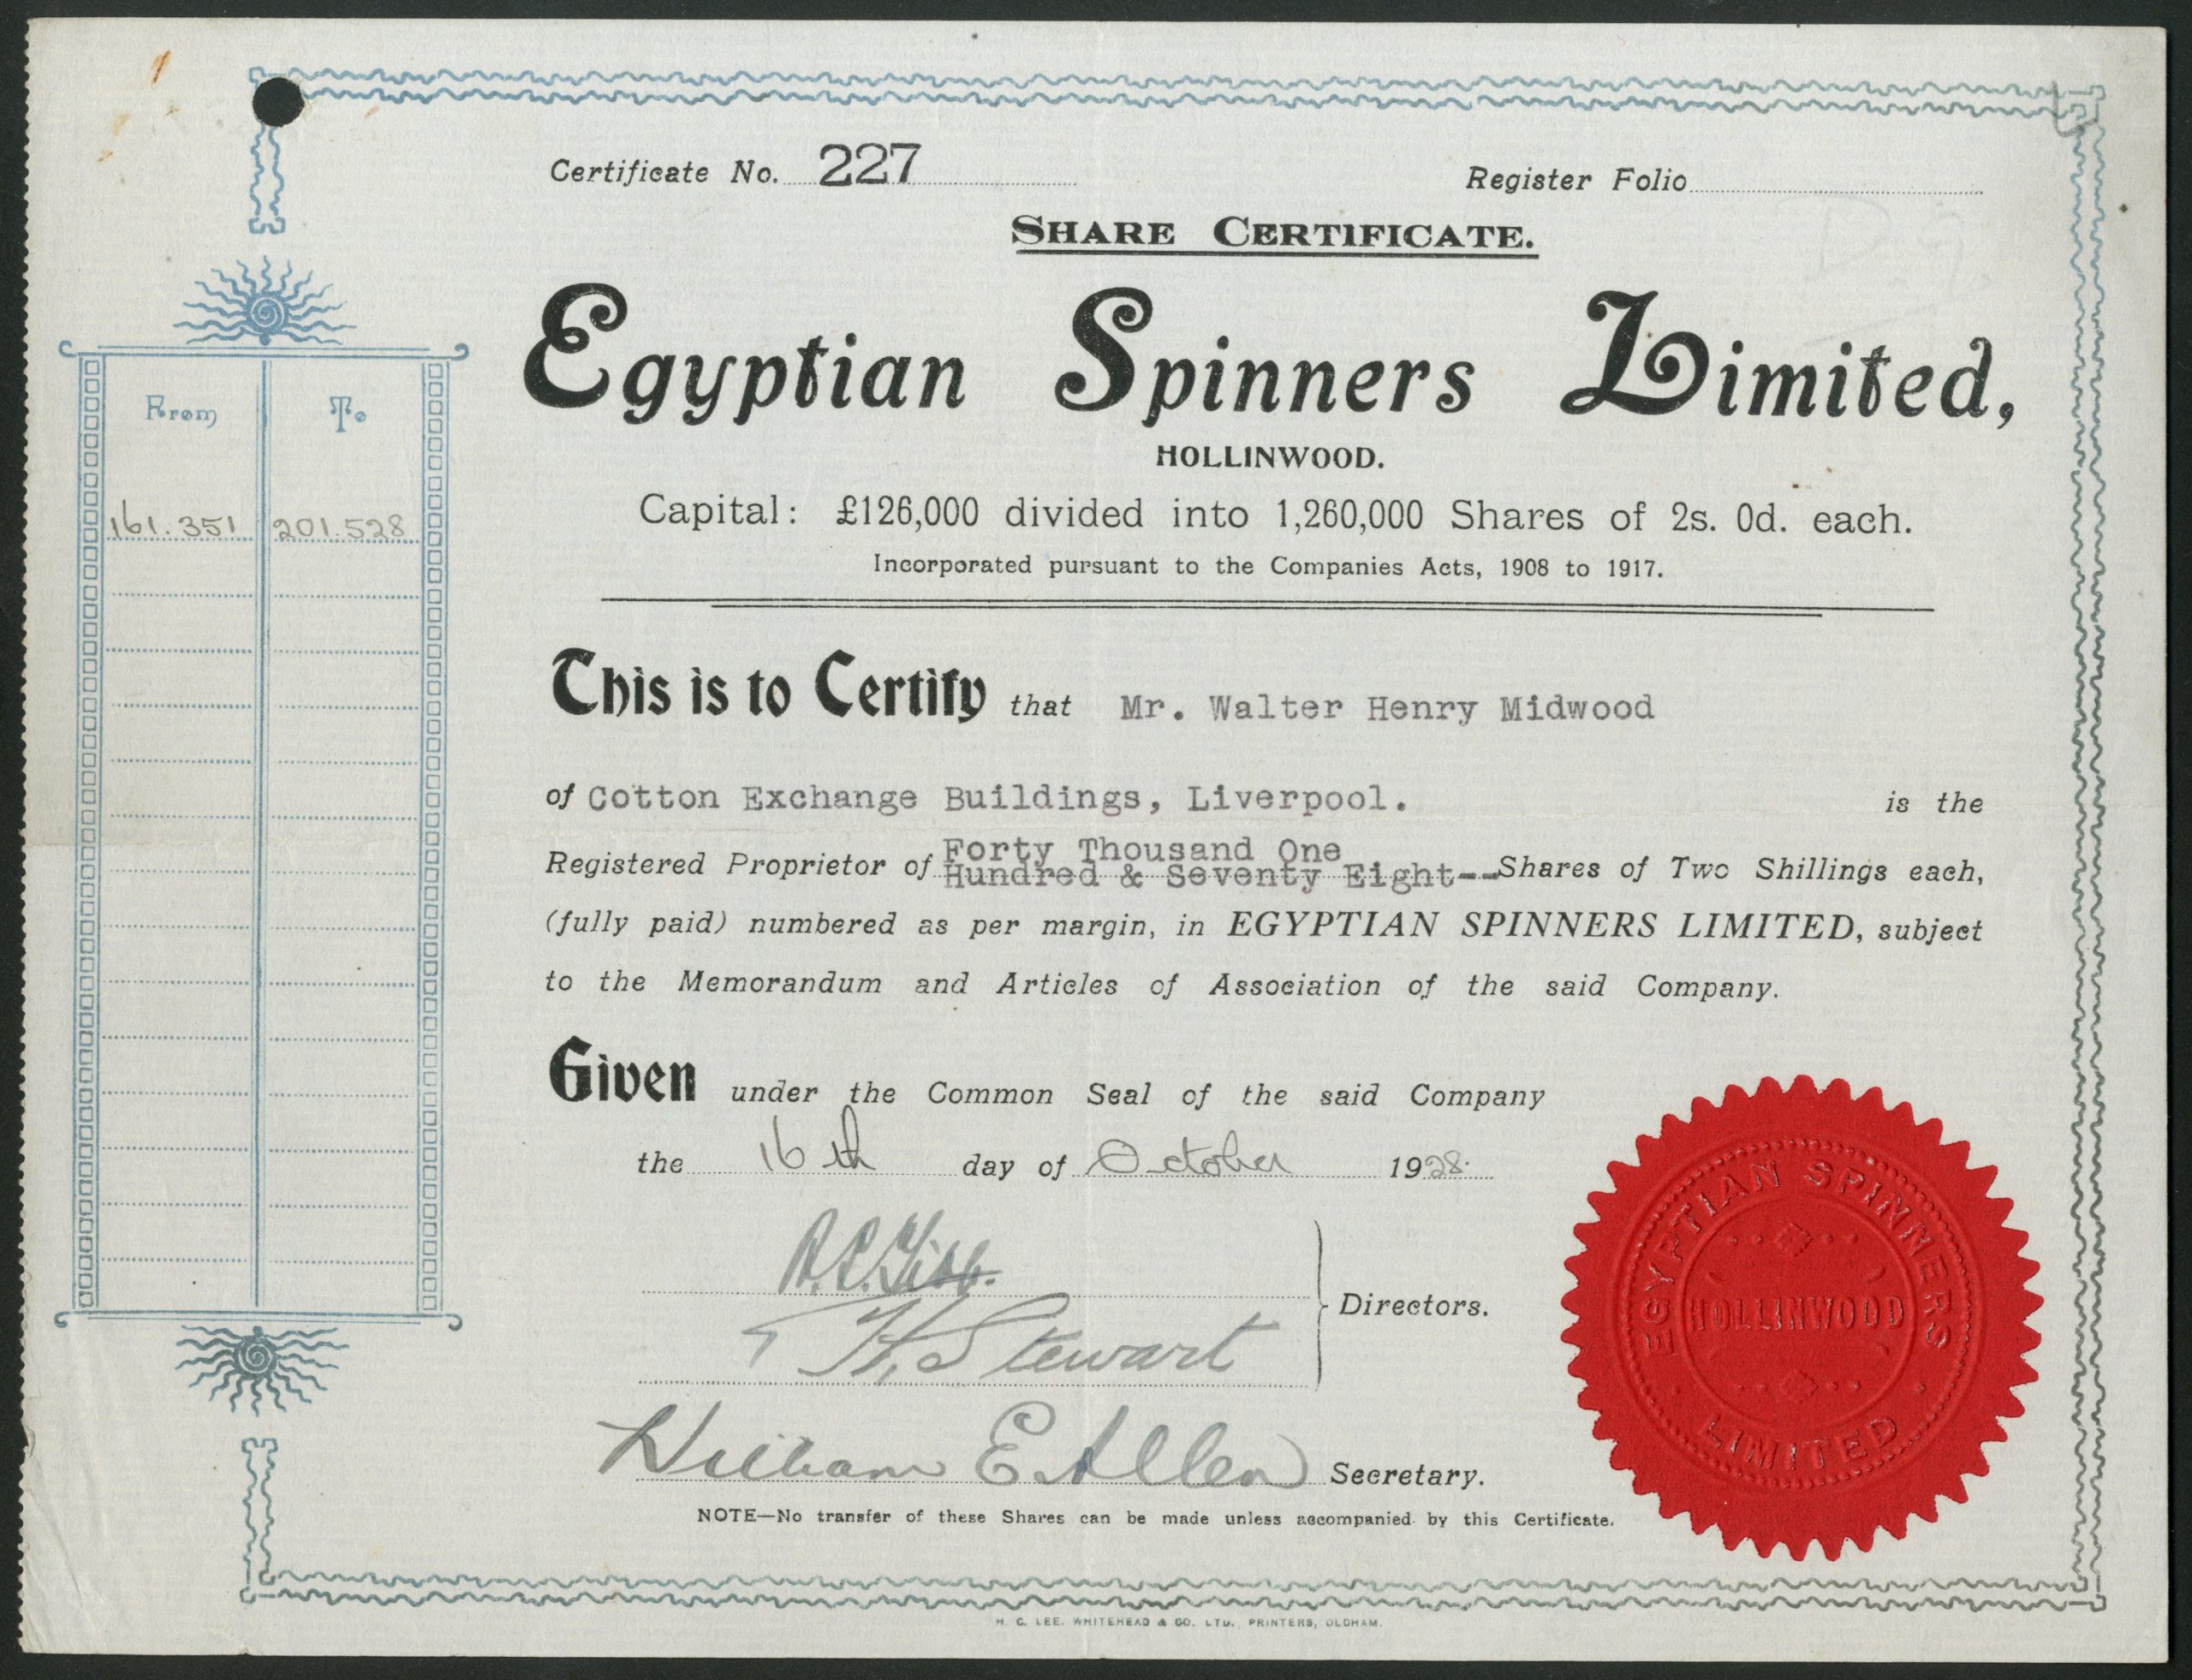 Certificate No. 227
Register Folio
SHARE CERTIFICATE.
Egyptian Spinners Limited,
HOLLINWOOD.
Capital: £126,000 divided into 1,260,000 Shares of 2s. 0d. each.
Incorporated pursuant to the Companies Acts, 1908 to 1917.
From To
161.351 201.528
This is to Certify that Mr. Walter Henry Midwood
of Cotton Exchange Buildings, Liverpool. is the
Forty Thousand One
Registered Proprietor of Hundred & Seventy Eight-- Shares of Two Shillings each,
(fully paid) numbered as per margin, in EGYPTIAN SPINNERS LIMITED, subject
to the Memorandum and Articles of Association of the said Company.
Given under the Common Seal of the said Company
the 16th day of October 1928.
Directors.
H. Stewart
William E Allen Secretary.
NOTE—No transfer of these Shares can be made unless accompanied by this Certificate.
EGYPTIAN SPINNERS
HOLLINWOOD
LIMITED
H. C. LEE. WHITEHEAD & CO. LTD. PRINTERS, OLDHAM.